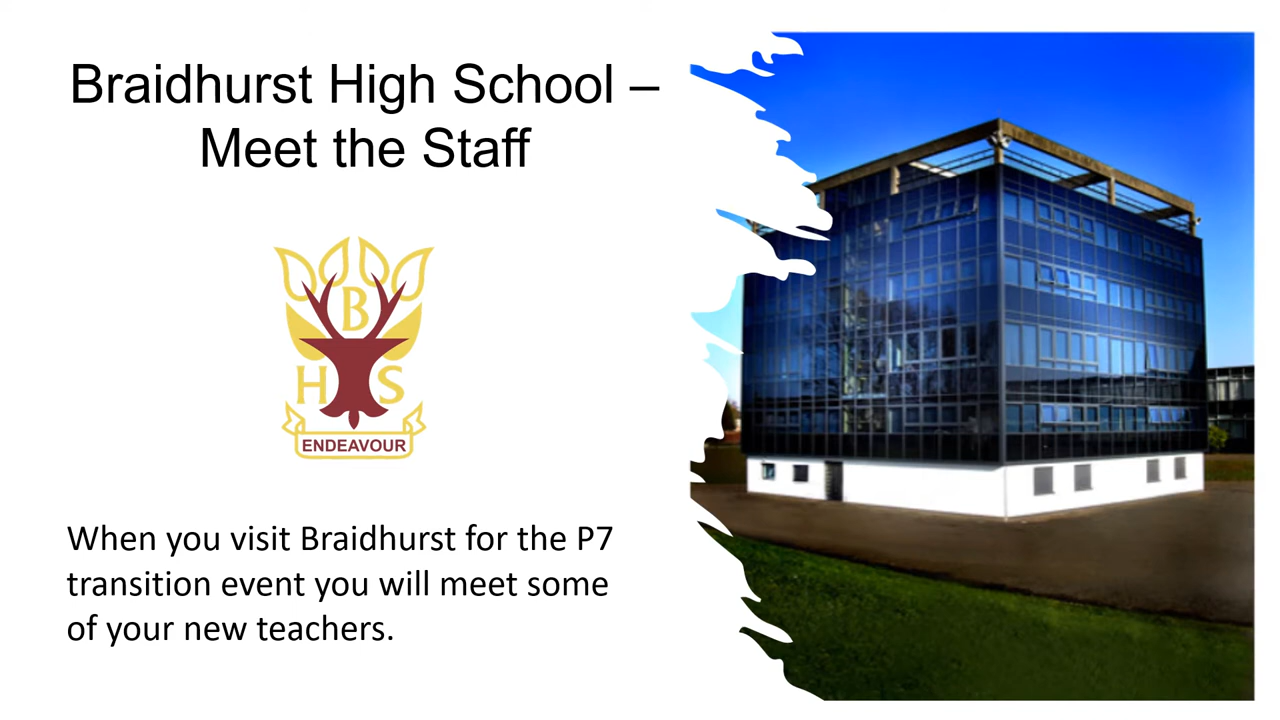 Braidhurst High School –
Meet the Staff
B
H S
ENDEAVOUR
When you visit Braidhurst for the P7
transition event you will meet some
of your new teachers.